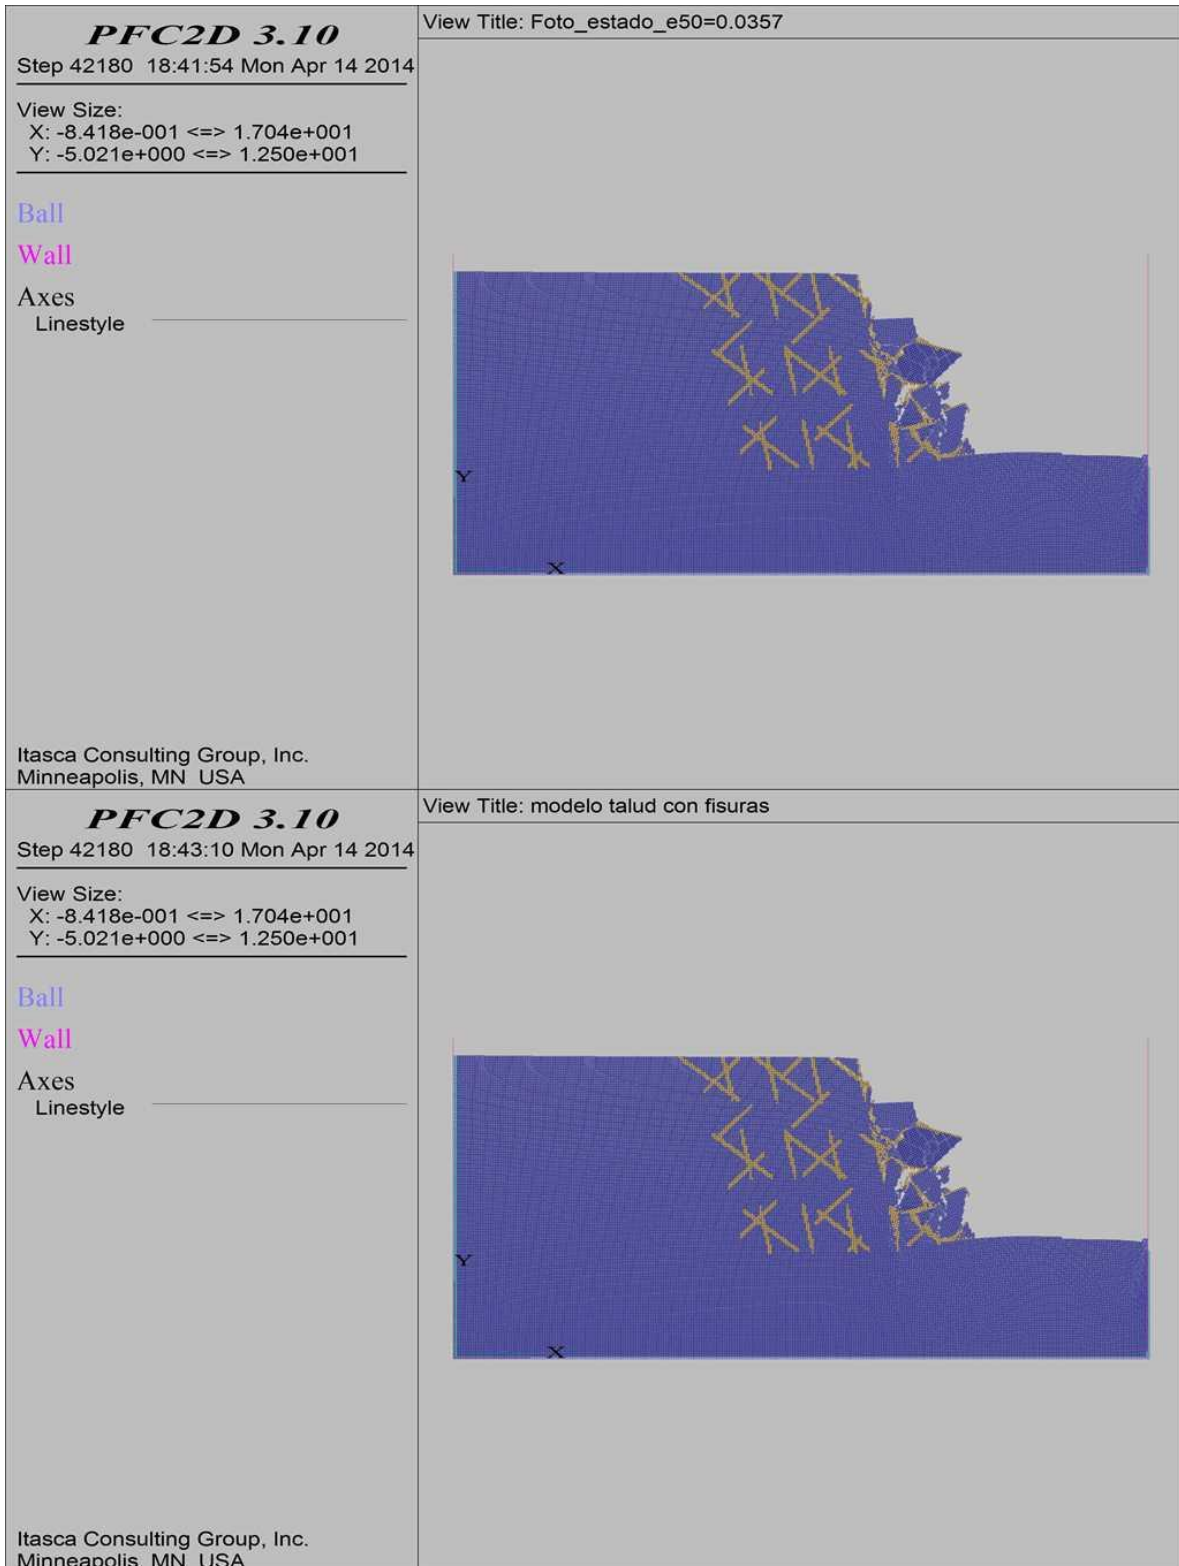 PFC2D 3.10
Step 42180 18:41:54 Mon Apr 14 2014
View Size:
X: -8.418e-001 <=> 1.704e+001
Y: -5.021e+000 <=> 1.250e+001
Ball
Wall
Axes
Linestyle
Itasca Consulting Group, Inc.
Minneapolis, MN USA
View Title: Foto_estado_e50=0.0357
Y
X
PFC2D 3.10
Step 42180 18:43:10 Mon Apr 14 2014
View Size:
X: -8.418e-001 <=> 1.704e+001
Y: -5.021e+000 <=> 1.250e+001
Ball
Wall
Axes
Linestyle
Itasca Consulting Group, Inc.
Minneapolis, MN USA
View Title: modelo talud con fisuras
Y
X